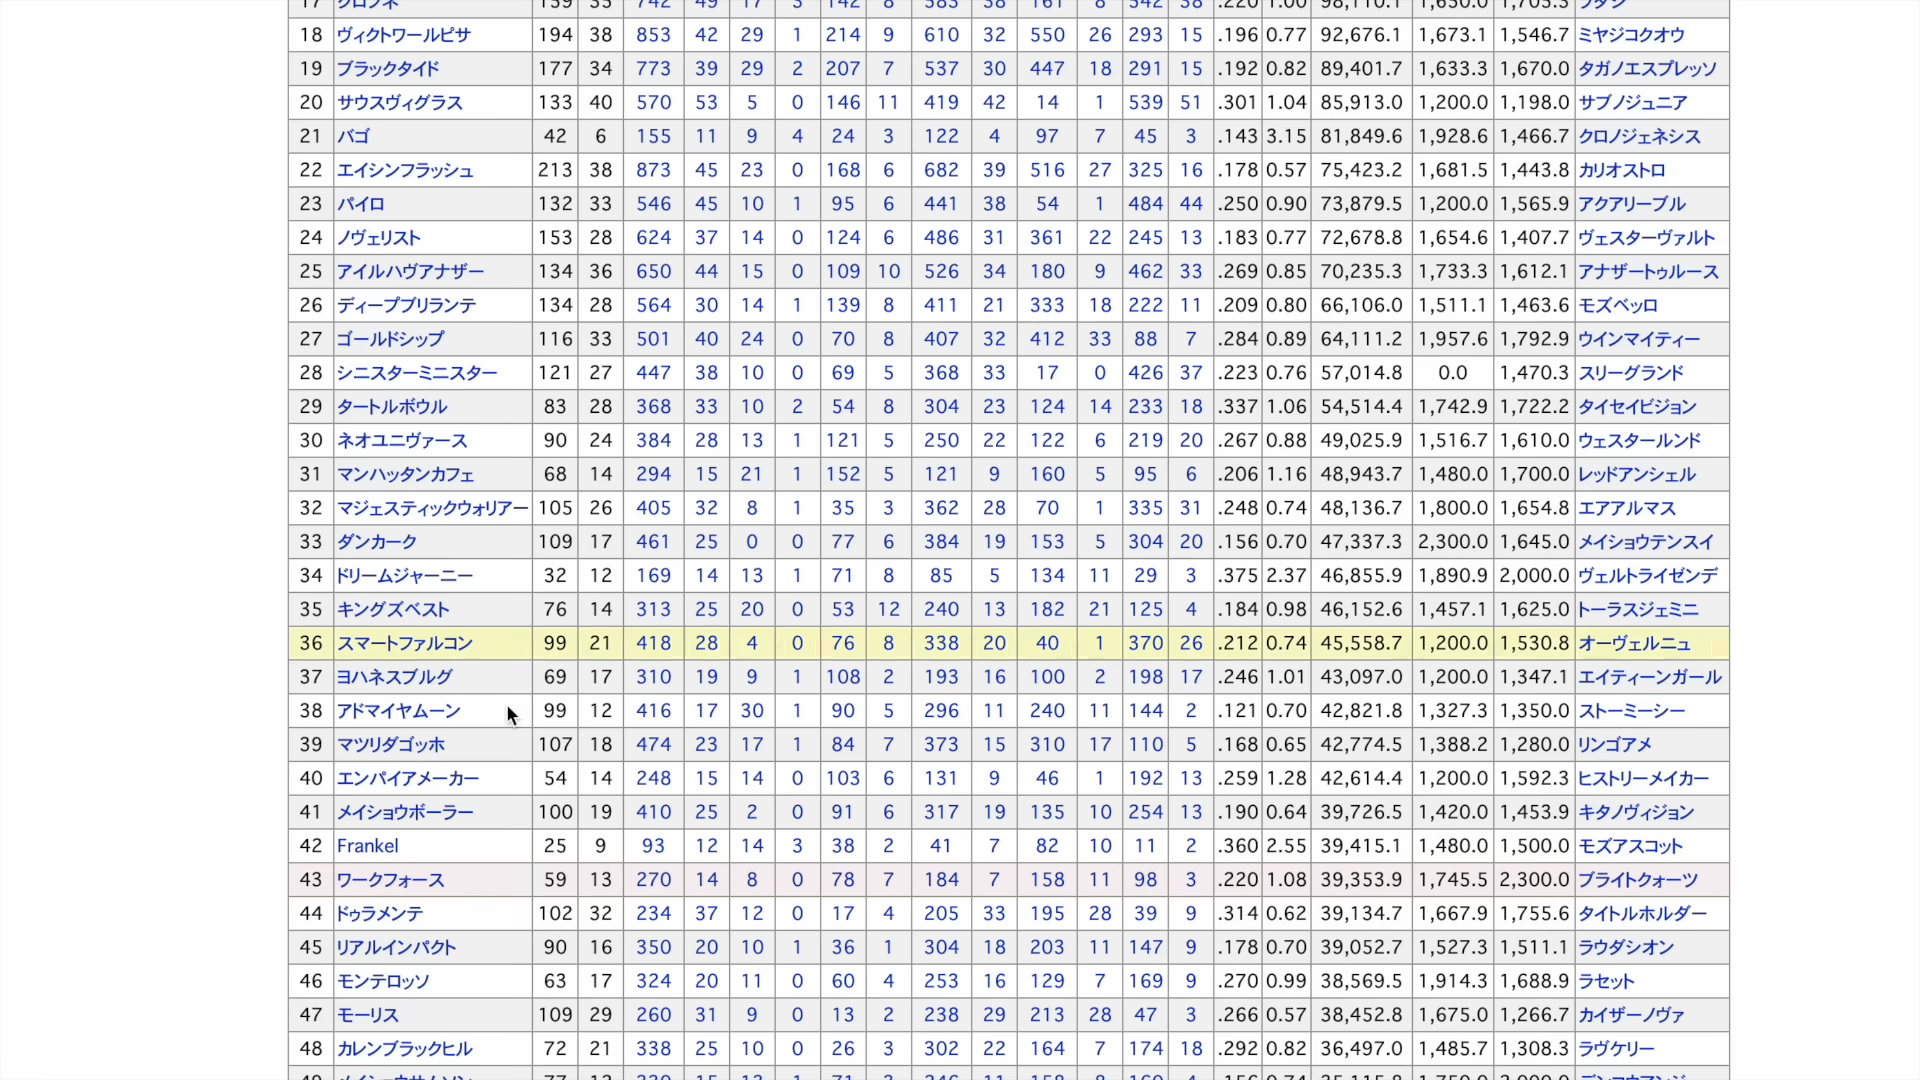 18 ヴィクトワールピサ 194 38 853 42 29 1 214 9 610 32 550 26 293 15 .196 0.77 92,676.1 1,673.1 1,546.7 ミヤジコクオウ
19 ブラックタイド 177 34 773 39 29 2 207 7 537 30 447 18 291 15 .192 0.82 89,401.7 1,633.3 1,670.0 タガノエスプレッソ
20 サウスヴィグラス 133 40 570 53 5 0 146 11 419 42 14 1 539 51 .301 1.04 85,913.0 1,200.0 1,198.0 サブノジュニア
21 バゴ 42 6 155 11 9 4 24 3 122 4 97 7 45 3 .143 3.15 81,849.6 1,928.6 1,466.7 クロノジェネシス
22 エイシンフラッシュ 213 38 873 45 23 0 168 6 682 39 516 27 325 16 .178 0.57 75,423.2 1,681.5 1,443.8 カリオストロ
23 パイロ 132 33 546 45 10 1 95 6 441 38 54 1 484 44 .250 0.90 73,879.5 1,200.0 1,565.9 アクアリーブル
24 ノヴェリスト 153 28 624 37 14 0 124 6 486 31 361 22 245 13 .183 0.77 72,678.8 1,654.6 1,407.7 ヴェスターヴァルト
25 アイルハヴアナザー 134 36 650 44 15 0 109 10 526 34 180 9 462 33 .269 0.85 70,235.3 1,733.3 1,612.1 アナザートゥルース
26 ディープブリランテ 134 28 564 30 14 1 139 8 411 21 333 18 222 11 .209 0.80 66,106.0 1,511.1 1,463.6 モズベッロ
27 ゴールドシップ 116 33 501 40 24 0 70 8 407 32 412 33 88 7 .284 0.89 64,111.2 1,957.6 1,792.9 ウインマイティー
28 シニスターミニスター 121 27 447 38 10 0 69 5 368 33 17 0 426 37 .223 0.76 57,014.8 0.0 1,470.3 スリーグランド
29 タートルボウル 83 28 368 33 10 2 54 8 304 23 124 14 233 18 .337 1.06 54,514.4 1,742.9 1,722.2 タイセイビジョン
30 ネオユニヴァース 90 24 384 28 13 1 121 5 250 22 122 6 219 20 .267 0.88 49,025.9 1,516.7 1,610.0 ウェスタールンド
31 マンハッタンカフェ 68 14 294 15 21 1 152 5 121 9 160 5 95 6 .206 1.16 48,943.7 1,480.0 1,700.0 レッドアンシェル
32 マジェスティックウォリアー 105 26 405 32 8 1 35 3 362 28 70 1 335 31 .248 0.74 48,136.7 1,800.0 1,654.8 エアアルマス
33 ダンカーク 109 17 461 25 0 0 77 6 384 19 153 5 304 20 .156 0.70 47,337.3 2,300.0 1,645.0 メイショウテンスイ
34 ドリームジャーニー 32 12 169 14 13 1 71 8 85 5 134 11 29 3 .375 2.37 46,855.9 1,890.9 2,000.0 ヴェルトライゼンデ
35 キングズベスト 76 14 313 25 20 0 53 12 240 13 182 21 125 4 .184 0.98 46,152.6 1,457.1 1,625.0 トーラスジェミニ
36 スマートファルコン 99 21 418 28 4 0 76 8 338 20 40 1 370 26 .212 0.74 45,558.7 1,200.0 1,530.8 オーヴェルニュ
37 ヨハネスブルグ 69 17 310 19 9 1 108 2 193 16 100 2 198 17 .246 1.01 43,097.0 1,200.0 1,347.1 エイティーンガール
38 アドマイヤムーン 99 12 416 17 30 1 90 5 296 11 240 11 144 2 .121 0.70 42,821.8 1,327.3 1,350.0 ストーミーシー
39 マツリダゴッホ 107 18 474 23 17 1 84 7 373 15 310 17 110 5 .168 0.65 42,774.5 1,388.2 1,280.0 リンゴアメ
40 エンパイアメーカー 54 14 248 15 14 0 103 6 131 9 46 1 192 13 .259 1.28 42,614.4 1,200.0 1,592.3 ヒストリーメイカー
41 メイショウボーラー 100 19 410 25 2 0 91 6 317 19 135 10 254 13 .190 0.64 39,726.5 1,420.0 1,453.9 キタノヴィジョン
42 Frankel 25 9 93 12 14 3 38 2 41 7 82 10 11 2 .360 2.55 39,415.1 1,480.0 1,500.0 モズアスコット
43 ワークフォース 59 13 270 14 8 0 78 7 184 7 158 11 98 3 .220 1.08 39,353.9 1,745.5 2,300.0 ブライトクォーツ
44 ドゥラメンテ 102 32 234 37 12 0 17 4 205 33 195 28 39 9 .314 0.62 39,134.7 1,667.9 1,755.6 タイトルホルダー
45 リアルインパクト 90 16 350 20 10 1 36 1 304 18 203 11 147 9 .178 0.70 39,052.7 1,527.3 1,511.1 ラウダシオン
46 モンテロッソ 63 17 324 20 11 0 60 4 253 16 129 7 169 9 .270 0.99 38,569.5 1,914.3 1,688.9 ラセット
47 モーリス 109 29 260 31 9 0 13 2 238 29 213 28 47 3 .266 0.57 38,452.8 1,675.0 1,266.7 カイザーノヴァ
48 カレンブラックヒル 72 21 338 25 10 0 26 3 302 22 164 7 174 18 .292 0.82 36,497.0 1,485.7 1,308.3 ラヴケリー